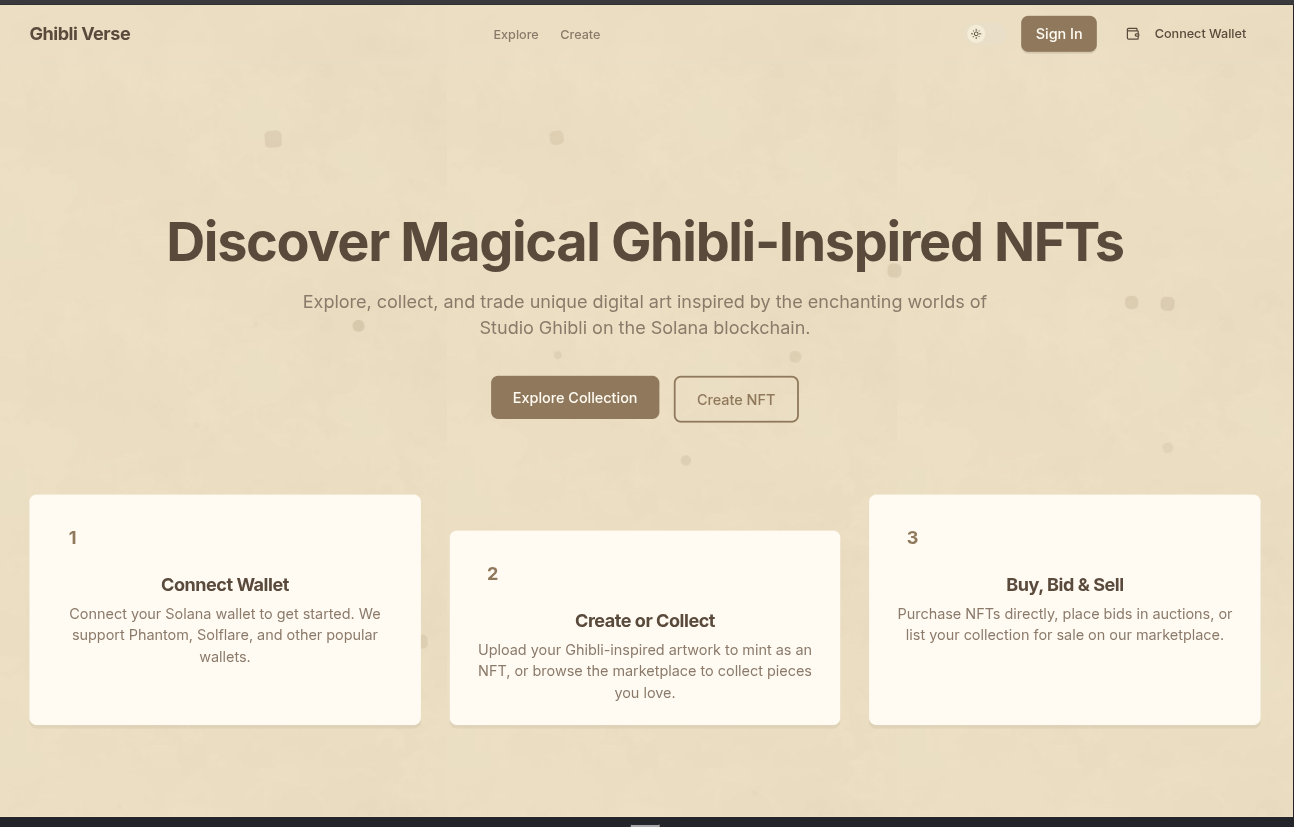 Ghibli Verse
Explore
Create
Sign In
Connect Wallet
Discover Magical Ghibli-Inspired NFTs
Explore, collect, and trade unique digital art inspired by the enchanting worlds of
Studio Ghibli on the Solana blockchain.
Explore Collection
Create NFT
1
Connect Wallet
Connect your Solana wallet to get started. We
support Phantom, Solflare, and other popular
wallets.
2
Create or Collect
Upload your Ghibli-inspired artwork to mint as an
NFT, or browse the marketplace to collect pieces
you love.
3
Buy, Bid & Sell
Purchase NFTs directly, place bids in auctions, or
list your collection for sale on our marketplace.